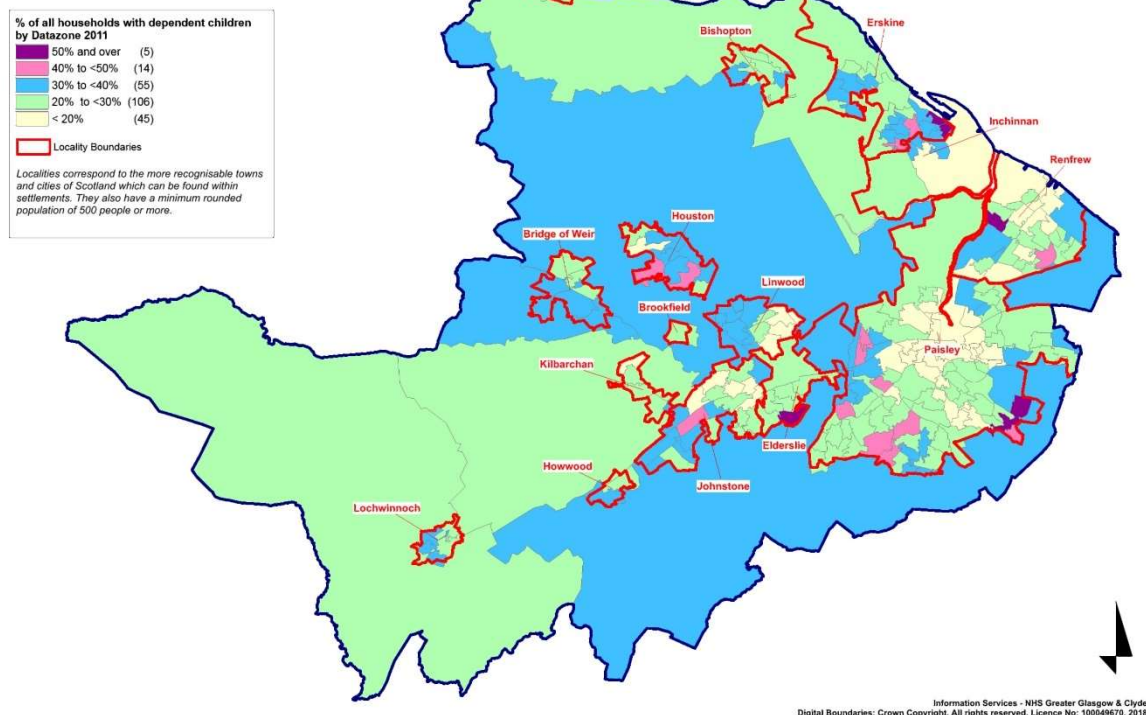 % of all households with dependent children
by Datazone 2011
50% and over (5)
40% to <50% (14)
30% to <40% (55)
20% to <30% (106)
< 20% (45)
Locality Boundaries
Localities correspond to the more recognisable towns
and cities of Scotland which can be found within
settlements. They also have a minimum rounded
population of 500 people or more.
Erskine
Bishopton
Inchinnan
Renfrew
Houston
Bridge of Weir
Linwood
Brookfield
Paisley
Kilbarchan
Elderslie
Howwood
Johnstone
Lochwinnoch
Information Services - NHS Greater Glasgow & Clyde
Digital Boundaries: Crown Copyright. All rights reserved. Licence No: 100049670, 2018